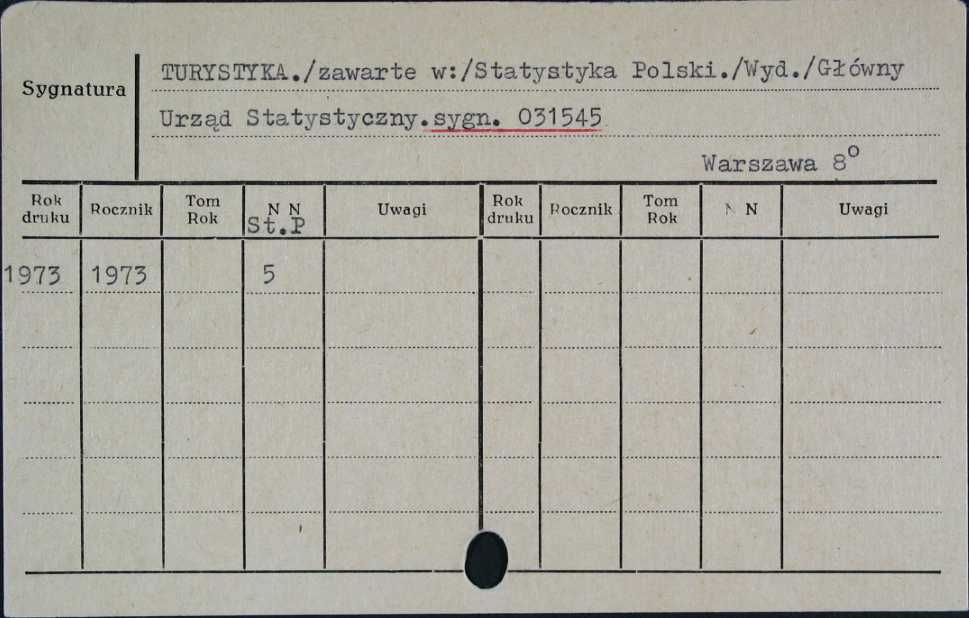 Sygnatura
TURYSTYKA./zawarte w:/Statystyka Polski./Wyd./Główny
Urząd Statystyczny.sygn. 031545
Warszawa 8⁰
Rok druku Rocznik Tom Rok N N Uwagi Rok druku Rocznik Tom Rok N N Uwagi
St.P
1973 1973 5